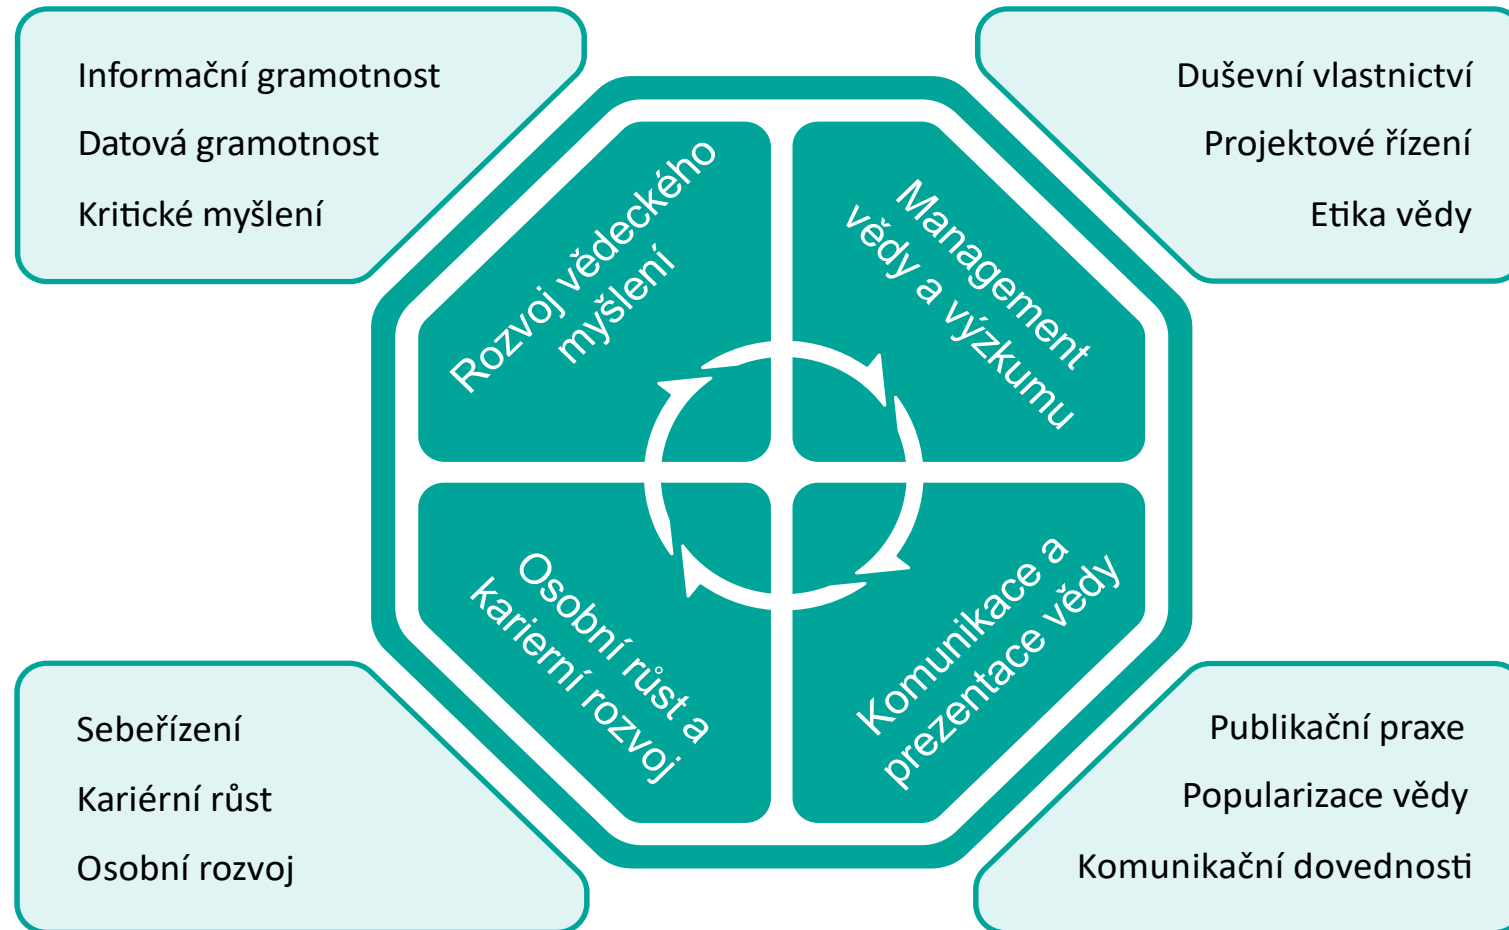 Informační gramotnost
Datová gramotnost
Kritické myšlení
Duševní vlastnictví
Projektové řízení
Etika vědy
Rozvoj vědeckého
myšlení
Management
vědy a výzkumu
Osobní růst a
karierní rozvoj
Komunikace a
prezentace vědy
Sebeřízení
Kariérní růst
Osobní rozvoj
Publikační praxe
Popularizace vědy
Komunikační dovednosti